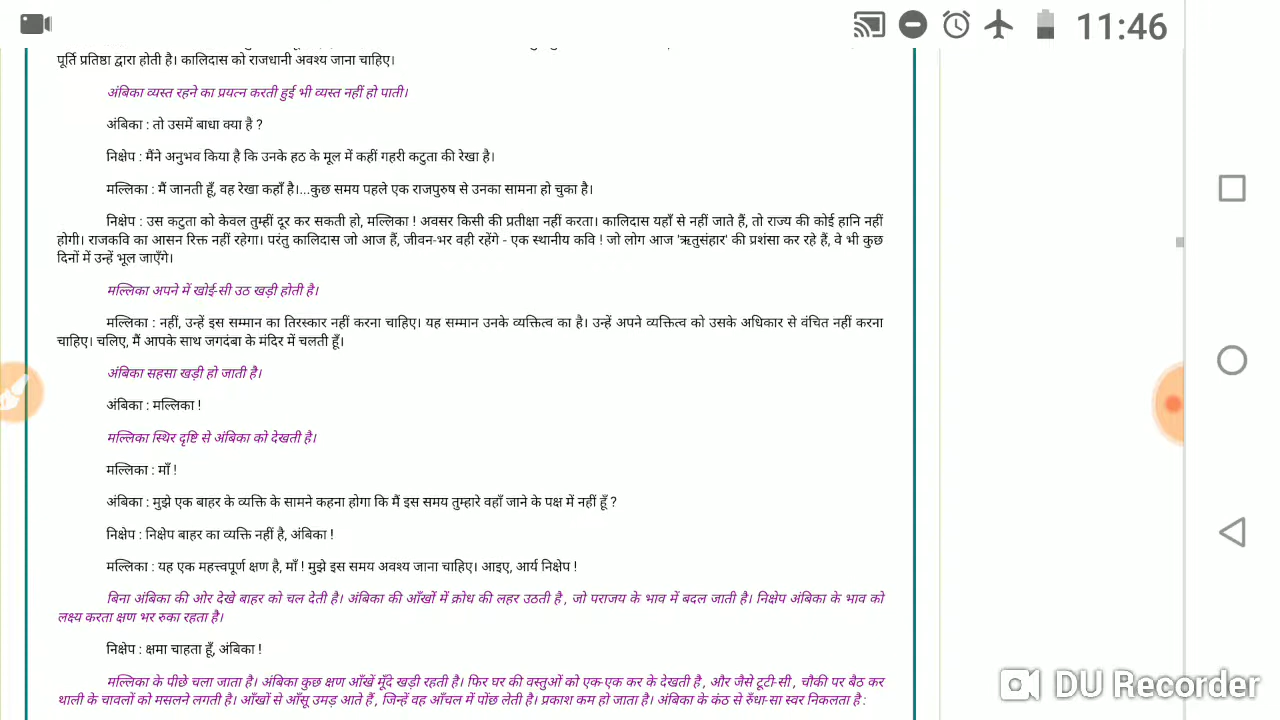 11:46
पूर्ति प्रतिष्ठा द्वारा होती है। कालिदास को राजधानी अवश्य जाना चाहिए।
अंबिका व्यस्त रहने का प्रयत्न करती हुई भी व्यस्त नहीं हो पाती।
अंबिका : तो उसमें बाधा क्या है ?
निक्षेप : मैंने अनुभव किया है कि उनके हठ के मूल में कहीं गहरी कटुता की रेखा है।
मल्लिका : मैं जानती हूँ, वह रेखा कहाँ है।...कुछ समय पहले एक राजपुरुष से उनका सामना हो चुका है।
निक्षेप : उस कटुता को केवल तुम्हीं दूर कर सकती हो, मल्लिका ! अवसर किसी की प्रतीक्षा नहीं करता। कालिदास यहाँ से नहीं जाते हैं, तो राज्य की कोई हानि नहीं
होगी। राजकवि का आसन रिक्त नहीं रहेगा। परंतु कालिदास जो आज हैं, जीवन-भर वही रहेंगे - एक स्थानीय कवि ! जो लोग आज 'ऋतुसंहार' की प्रशंसा कर रहे हैं, वे भी कुछ
दिनों में उन्हें भूल जाएँगे।
मल्लिका अपने में खोई-सी उठ खड़ी होती है।
मल्लिका : नहीं, उन्हें इस सम्मान का तिरस्कार नहीं करना चाहिए। यह सम्मान उनके व्यक्तित्व का है। उन्हें अपने व्यक्तित्व को उसके अधिकार से वंचित नहीं करना
चाहिए। चलिए, मैं आपके साथ जगदंबा के मंदिर में चलती हूँ।
अंबिका सहसा खड़ी हो जाती है।
अंबिका : मल्लिका !
मल्लिका स्थिर दृष्टि से अंबिका को देखती है।
मल्लिका : माँ !
अंबिका : मुझे एक बाहर के व्यक्ति के सामने कहना होगा कि मैं इस समय तुम्हारे वहाँ जाने के पक्ष में नहीं हूँ ?
निक्षेप : निक्षेप बाहर का व्यक्ति नहीं है, अंबिका !
मल्लिका : यह एक महत्त्वपूर्ण क्षण है, माँ ! मुझे इस समय अवश्य जाना चाहिए। आइए, आर्य निक्षेप !
बिना अंबिका की ओर देखे बाहर को चल देती है। अंबिका की आँखों में क्रोध की लहर उठती है , जो पराजय के भाव में बदल जाती है। निक्षेप अंबिका के भाव को
लक्ष्य करता क्षण भर रुका रहता है।
निक्षेप : क्षमा चाहता हूँ, अंबिका !
मल्लिका के पीछे चला जाता है। अंबिका कुछ क्षण आँखें मूँदे खड़ी रहती है। फिर घर की वस्तुओं को एक-एक कर के देखती है , और जैसे टूटी-सी , चौकी पर बैठ कर
थाली के चावलों को मसलने लगती है। आँखों से आँसू उमड़ आते हैं , जिन्हें वह आँचल में पोंछ लेती है। प्रकाश कम हो जाता है। अंबिका के कंठ से रुँधा-सा स्वर निकलता है :
DU Recorder